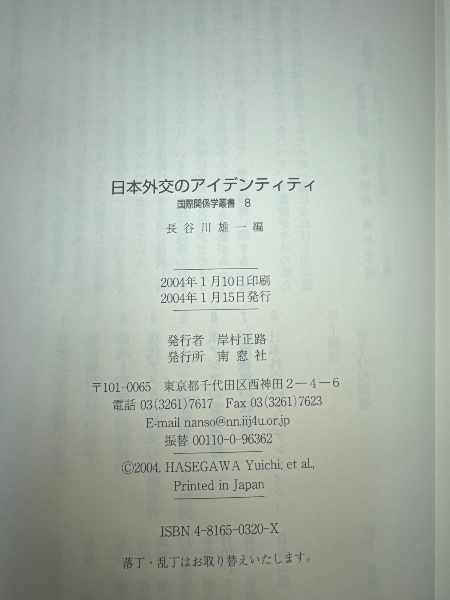 日本外交のアイデンティティ
国際関係学叢書 8
長谷川雄一編
2004年1月10日印刷
2004年1月15日発行
発行者 岸村正路
発行所 南窓社
〒101-0065 東京都千代田区西神田2−4−6
電話 03(3261)7617 Fax 03(3261)7623
E-mail nanso@nn.iij4u.or.jp
振替 00110-0-96362
©2004, HASEGAWA Yuichi, et al.,
Printed in Japan
ISBN 4-8165-0320-X
落丁・乱丁はお取り替えいたします。